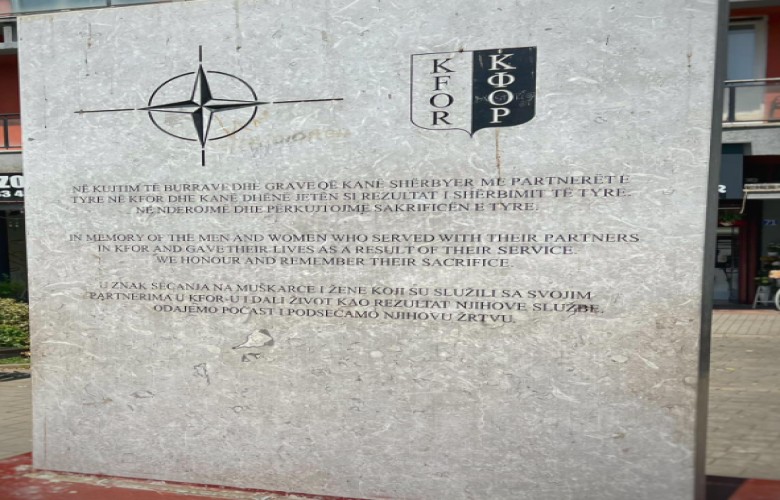 KFOR
КФОР
NË KUJTIM TË BURRAVE DHE GRAVE QË KANË SHËRBYER ME PARTNERËT E
TYRE NË KFOR DHE KANË DHËNË JETËN SI REZULTAT I SHËRBIMIT TË TYRE.
NE NDEROJMË DHE PËRKUJTOJMË SAKRIFICËN E TYRE.
IN MEMORY OF THE MEN AND WOMEN WHO SERVED WITH THEIR PARTNERS
IN KFOR AND GAVE THEIR LIVES AS A RESULT OF THEIR SERVICE.
WE HONOUR AND REMEMBER THEIR SACRIFICE.
U ZNAK SEĆANJA NA MUŠKARCE I ŽENE KOJI SU SLUŽILI SA SVOJIM
PARTNERIMA U KFOR-U I DALI ŽIVOT KAO REZULTAT NJIHOVE SLUŽBE.
ODAJEMO POČAST I PODSEĆAMO NJIHOVU ŽRTVU.
ZO
71